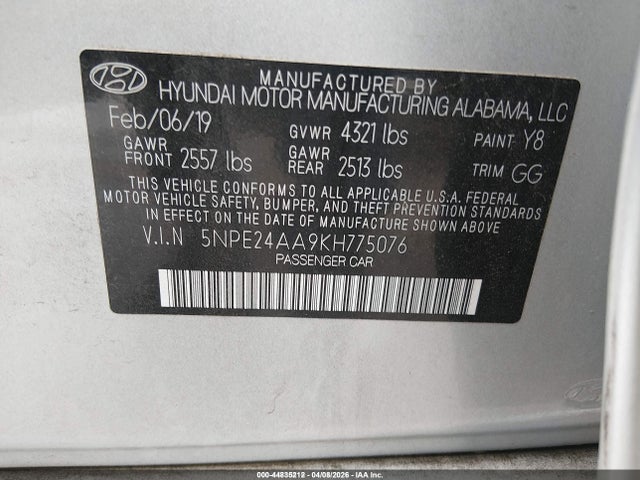 MANUFACTURED BY
HYUNDAI MOTOR MANUFACTURING ALABAMA, LLC
Feb/06/19 GVWR 4321 lbs PAINT Y8
GAWR FRONT 2557 lbs GAWR REAR 2513 lbs TRIM GG
THIS VEHICLE CONFORMS TO ALL APPLICABLE U.S.A. FEDERAL
MOTOR VEHICLE SAFETY, BUMPER, AND THEFT PREVENTION STANDARDS
IN EFFECT ON THE DATE OF MANUFACTURE SHOWN ABOVE.
V.I.N 5NPE24AA9KH775076
PASSENGER CAR
000-44835212 | 04/08/2026 | IAA Inc.